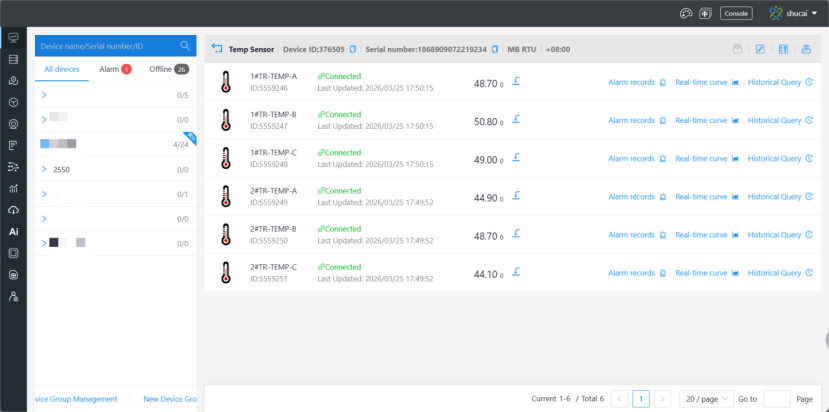 Console shucai
Device name/Serial number/ID
All devices Alarm 1 Offline 26
0/5
0/0
4/24
2550 0/0
0/1
0/0
0/0
vice Group Management New Device Gro
Ai
Temp Sensor Device ID:376505 Serial number:1868909072219234 MB RTU +08:00
1#TR-TEMP-A Connected 48.70 0 Alarm records Real-time curve Historical Query
ID:5559246 Last Updated: 2026/03/25 17:50:15
1#TR-TEMP-B Connected 50.80 0 Alarm records Real-time curve Historical Query
ID:5559247 Last Updated: 2026/03/25 17:50:15
1#TR-TEMP-C Connected 49.00 0 Alarm records Real-time curve Historical Query
ID:5559248 Last Updated: 2026/03/25 17:50:15
2#TR-TEMP-A Connected 44.90 0 Alarm records Real-time curve Historical Query
ID:5559249 Last Updated: 2026/03/25 17:49:52
2#TR-TEMP-B Connected 48.70 0 Alarm records Real-time curve Historical Query
ID:5559250 Last Updated: 2026/03/25 17:49:52
2#TR-TEMP-C Connected 44.10 0 Alarm records Real-time curve Historical Query
ID:5559251 Last Updated: 2026/03/25 17:49:52
Current 1-6 / Total 6 < 1 > 20 / page Go to Page